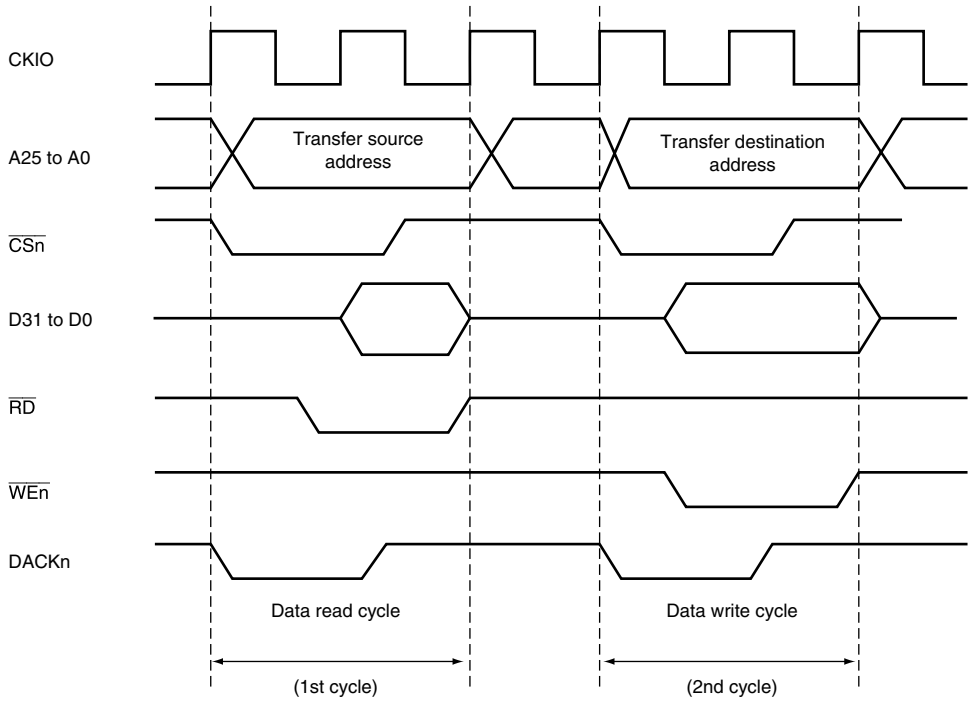 CKIO
A25 to A0
Transfer source
address
Transfer destination
address
CSn
D31 to D0
RD
WEn
DACKn
Data read cycle
Data write cycle
(1st cycle)
(2nd cycle)